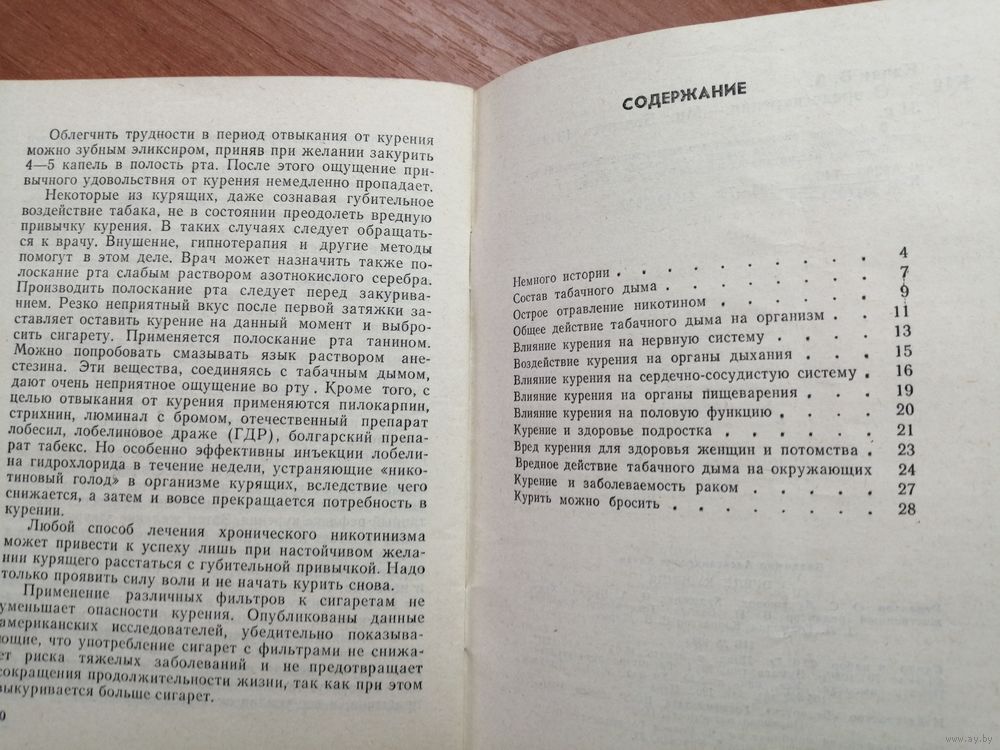 Облегчить трудности в период отвыкания от курения
можно зубным эликсиром, приняв при желании закурить
4—5 капель в полость рта. После этого ощущение при-
вычного удовольствия от курения немедленно пропадает.
Некоторые из курящих, даже сознавая губительное
воздействие табака, не в состоянии преодолеть вредную
привычку курения. В таких случаях следует обращать-
ся к врачу. Внушение, гипнотерапия и другие методы
помогут в этом деле. Врач может назначить также по-
лоскание рта слабым раствором азотнокислого серебра.
Производить полоскание рта следует перед закурива-
нием. Резко неприятный вкус после первой затяжки за-
ставляет оставить курение на данный момент и выбро-
сить сигарету. Применяется полоскание рта танином.
Можно попробовать смазывать язык раствором ане-
стезина. Эти вещества, соединяясь с табачным дымом,
дают очень неприятное ощущение во рту. Кроме того, с
целью отвыкания от курения применяются пилокарпин,
стрихнин, люминал с бромом, отечественный препарат
лобесил, лобелиновое драже (ГДР), болгарский препа-
рат табекс. Но особенно эффективны инъекции лобели-
на гидрохлорида в течение недели, устраняющие «нико-
тиновый голод» в организме курящих, вследствие чего
снижается, а затем и вовсе прекращается потребность в
курении.
Любой способ лечения хронического никотинизма
может привести к успеху лишь при настойчивом жела-
нии курящего расстаться с губительной привычкой. Надо
только проявить силу воли и не начать курить снова.
Применение различных фильтров к сигаретам не
уменьшает опасности курения. Опубликованы данные
американских исследователей, убедительно показыва-
ющие, что употребление сигарет с фильтрами не снижа-
ет риска тяжелых заболеваний и не предотвращает
сокращения продолжительности жизни, так как при этом
выкуривается больше сигарет.
0
СОДЕРЖАНИЕ
Немного истории . . . . . . . . . . 4
Состав табачного дыма . . . . . . . . 7
Острое отравление никотином . . . . . . 9
Общее действие табачного дыма на организм . . 11
Влияние курения на нервную систему . . . . 13
Воздействие курения на органы дыхания . . . 15
Влияние курения на сердечно-сосудистую систему . 16
Влияние курения на органы пищеварения . . . 19
Влияние курения на половую функцию . . . . 20
Курение и здоровье подростка . . . . . . 21
Вред курения для здоровья женщин и потомства . 23
Вредное действие табачного дыма на окружающих 24
Курение и заболеваемость раком . . . . . 27
Курить можно бросить . . . . . . . . 28
www.ay.by